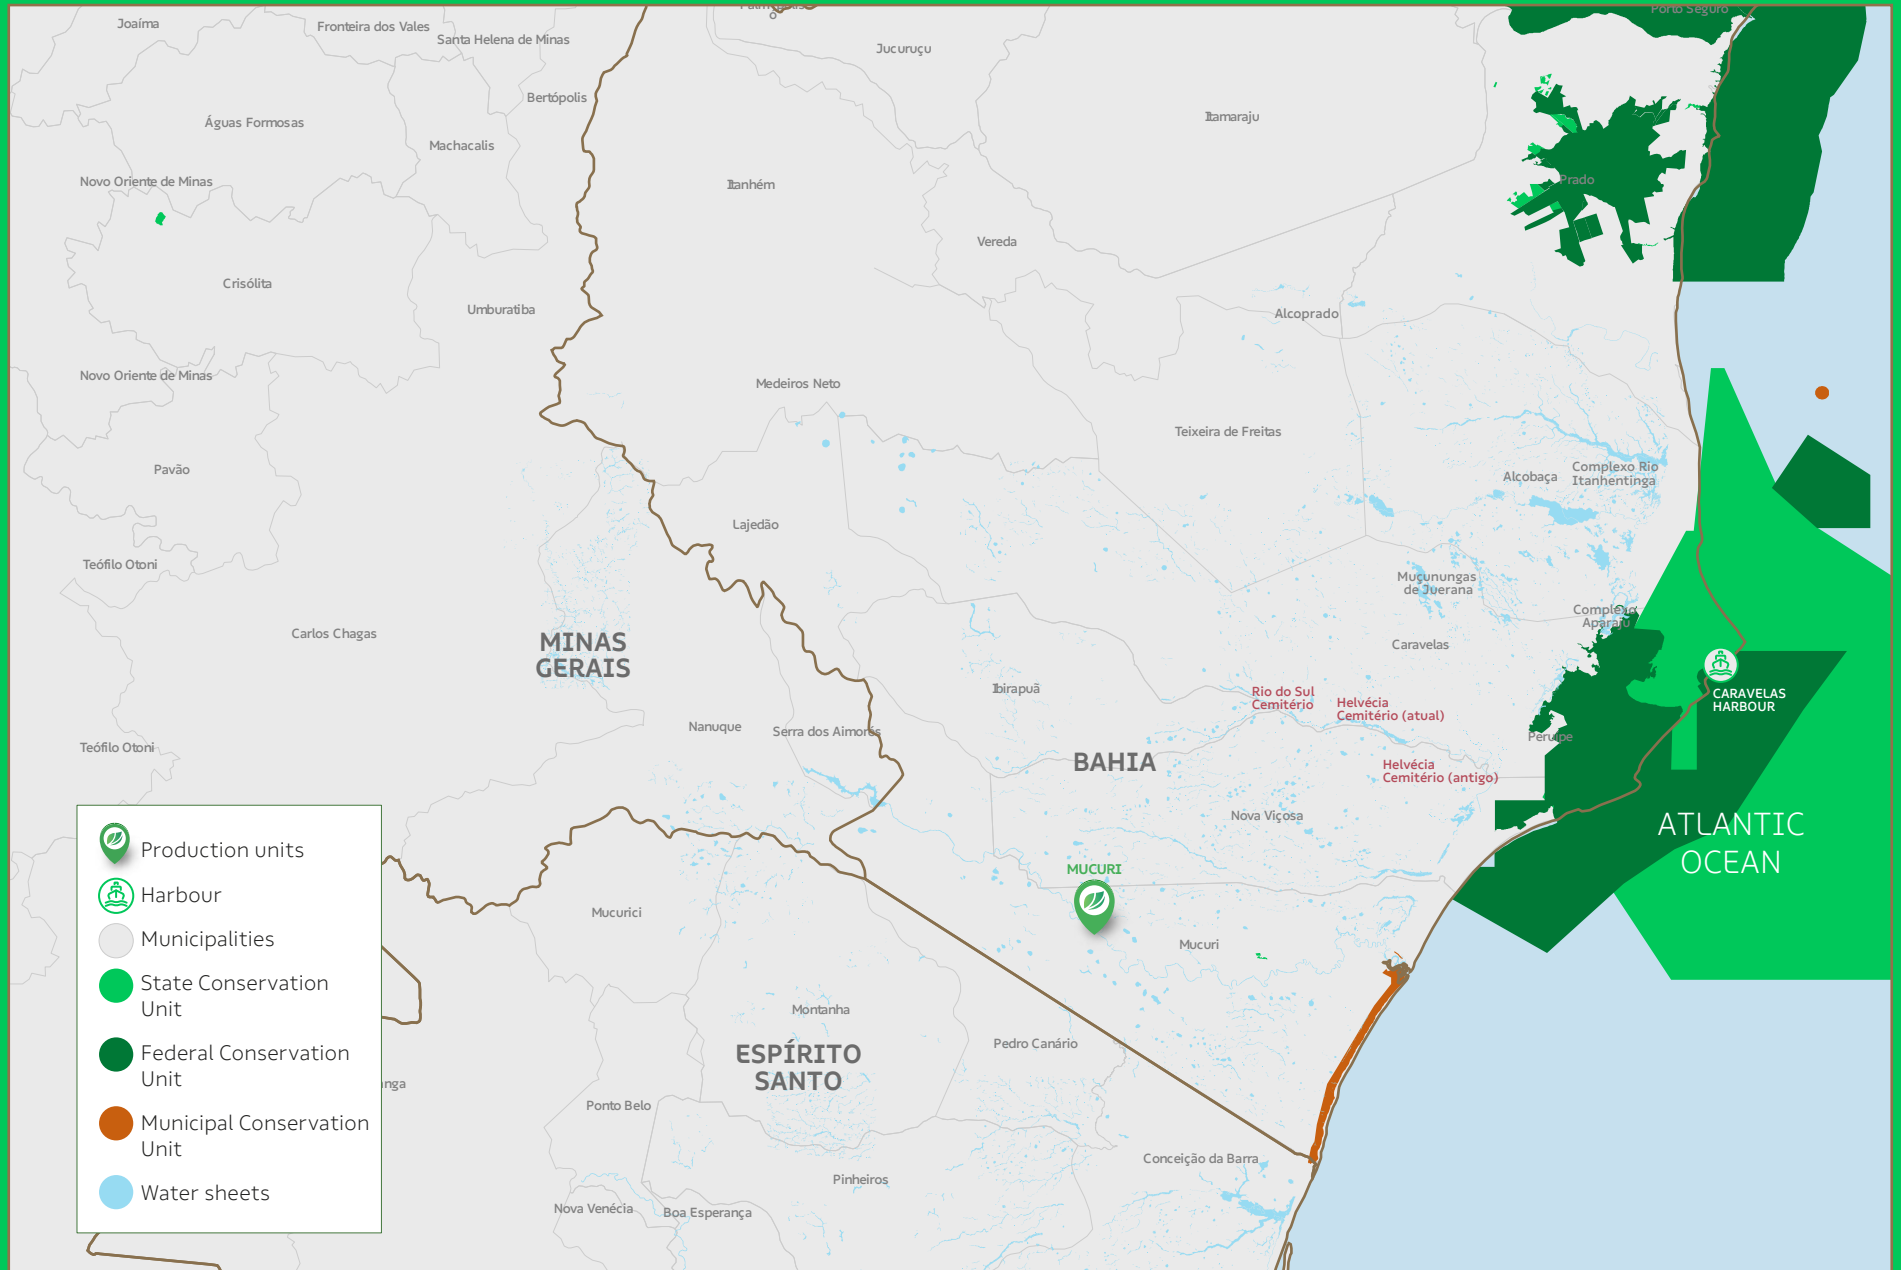 Joaíma
Fronteira dos Vales
Santa Helena de Minas
Jucuruçu
Porto Seguro
Bertópolis
Águas Formosas
Machacalis
Itamaraju
Novo Oriente de Minas
Itanhém
Prado
Vereda
Crisólita
Umburatiba
Alcoprado
Novo Oriente de Minas
Medeiros Neto
Teixeira de Freitas
Pavão
Alcobaça
Complexo Rio
Itanhentinga
Lajedão
Teófilo Otoni
Muçunungas
de Juerana
Complexo
Aparaju
Carlos Chagas
MINAS
GERAIS
Caravelas
Ibirapuã
Rio do Sul
Cemitério
Helvécia
Cemitério (atual)
CARAVELAS
HARBOUR
Nanuque
Serra dos Aimorés
Peruípe
Teófilo Otoni
BAHIA
Helvécia
Cemitério (antigo)
Nova Viçosa
ATLANTIC
OCEAN
MUCURI
Mucurici
Mucuri
Montanha
Pedro Canário
ESPÍRITO
SANTO
anga
Ponto Belo
Conceição da Barra
Pinheiros
Nova Venécia
Boa Esperança
Production units
Harbour
Municipalities
State Conservation
Unit
Federal Conservation
Unit
Municipal Conservation
Unit
Water sheets